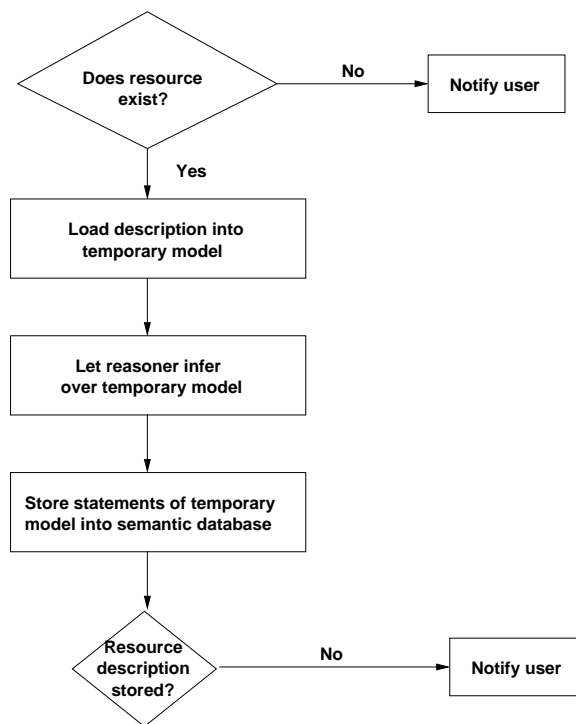 Does resource
exist?
No
Notify user
Yes
Load description into
temporary model
Let reasoner infer
over temporary model
Store statements of temporary
model into semantic database
Resource
description
stored?
No
Notify user